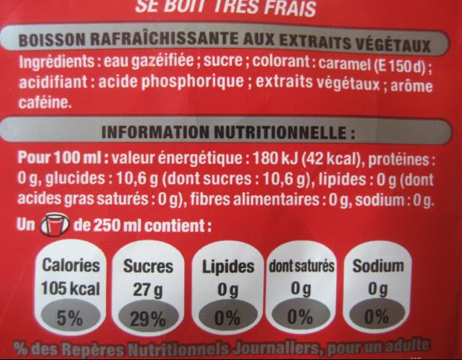 SE BOIT TRÈS FRAIS
BOISSON RAFRAÎCHISSANTE AUX EXTRAITS VÉGÉTAUX
Ingrédients : eau gazéifiée ; sucre ; colorant : caramel (E 150 d) ;
acidifiant : acide phosphorique ; extraits végétaux ; arôme
caféine.
INFORMATION NUTRITIONNELLE :
Pour 100 ml : valeur énergétique : 180 kJ (42 kcal), protéines :
0 g, glucides : 10,6 g (dont sucres : 10,6 g), lipides : 0 g (dont
acides gras saturés : 0 g), fibres alimentaires : 0 g, sodium : 0 g.
Un de 250 ml contient :
Calories Sucres Lipides dont saturés Sodium
105 kcal 27 g 0 g 0 g 0 g
5% 29% 0% 0% 0%
% des Repères Nutritionnels Journaliers, pour un adulte